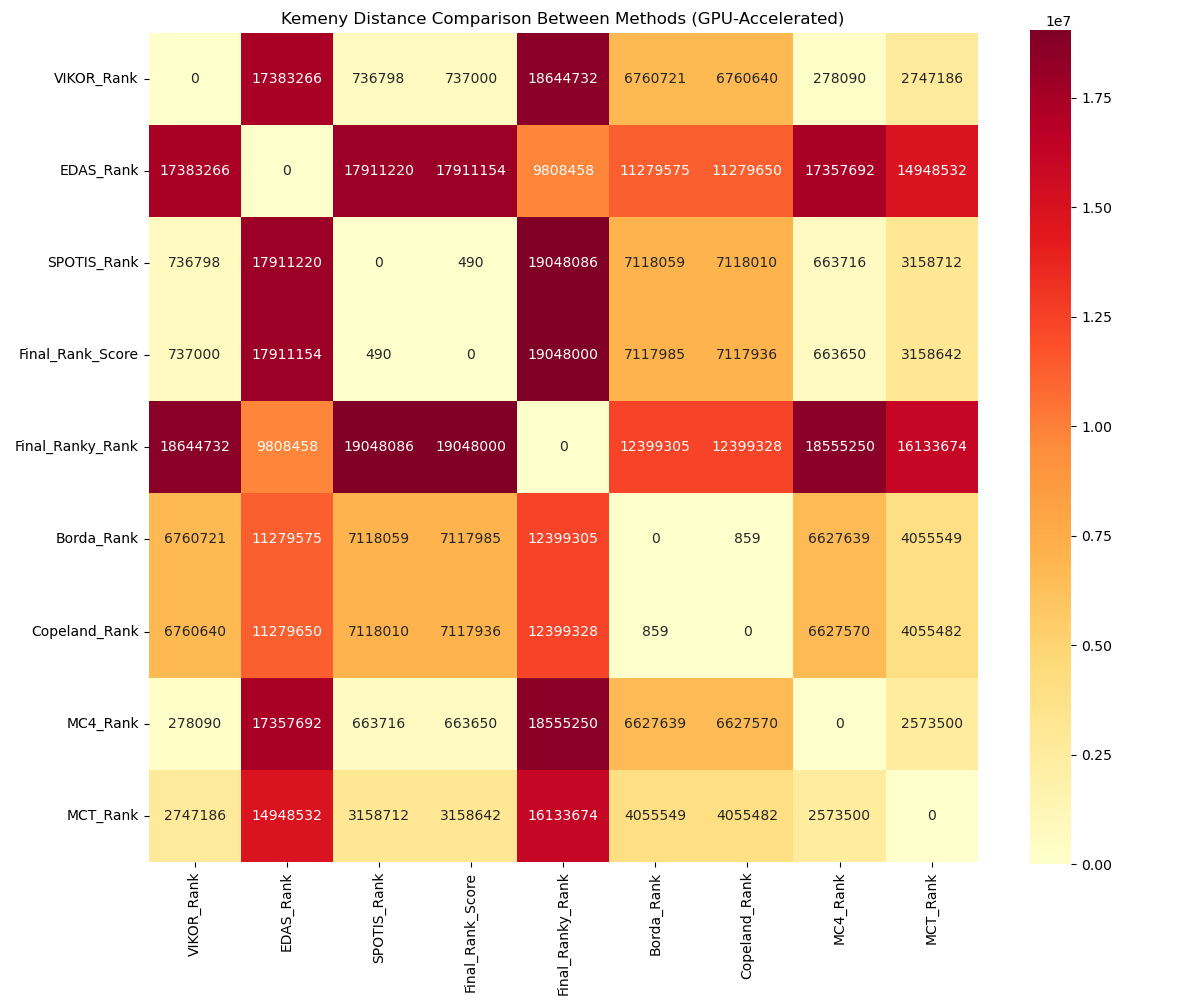 Kemeny Distance Comparison Between Methods (GPU-Accelerated)
1e7
VIKOR_Rank 0 17383266 736798 737000 18644732 6760721 6760640 278090 2747186
EDAS_Rank 17383266 0 17911220 17911154 9808458 11279575 11279650 17357692 14948532
SPOTIS_Rank 736798 17911220 0 490 19048086 7118059 7118010 663716 3158712
Final_Rank_Score 737000 17911154 490 0 19048000 7117985 7117936 663650 3158642
Final_Ranky_Rank 18644732 9808458 19048086 19048000 0 12399305 12399328 18555250 16133674
Borda_Rank 6760721 11279575 7118059 7117985 12399305 0 859 6627639 4055549
Copeland_Rank 6760640 11279650 7118010 7117936 12399328 859 0 6627570 4055482
MC4_Rank 278090 17357692 663716 663650 18555250 6627639 6627570 0 2573500
MCT_Rank 2747186 14948532 3158712 3158642 16133674 4055549 4055482 2573500 0
VIKOR_Rank EDAS_Rank SPOTIS_Rank Final_Rank_Score Final_Ranky_Rank Borda_Rank Copeland_Rank MC4_Rank MCT_Rank
1.75
1.50
1.25
1.00
0.75
0.50
0.25
0.00